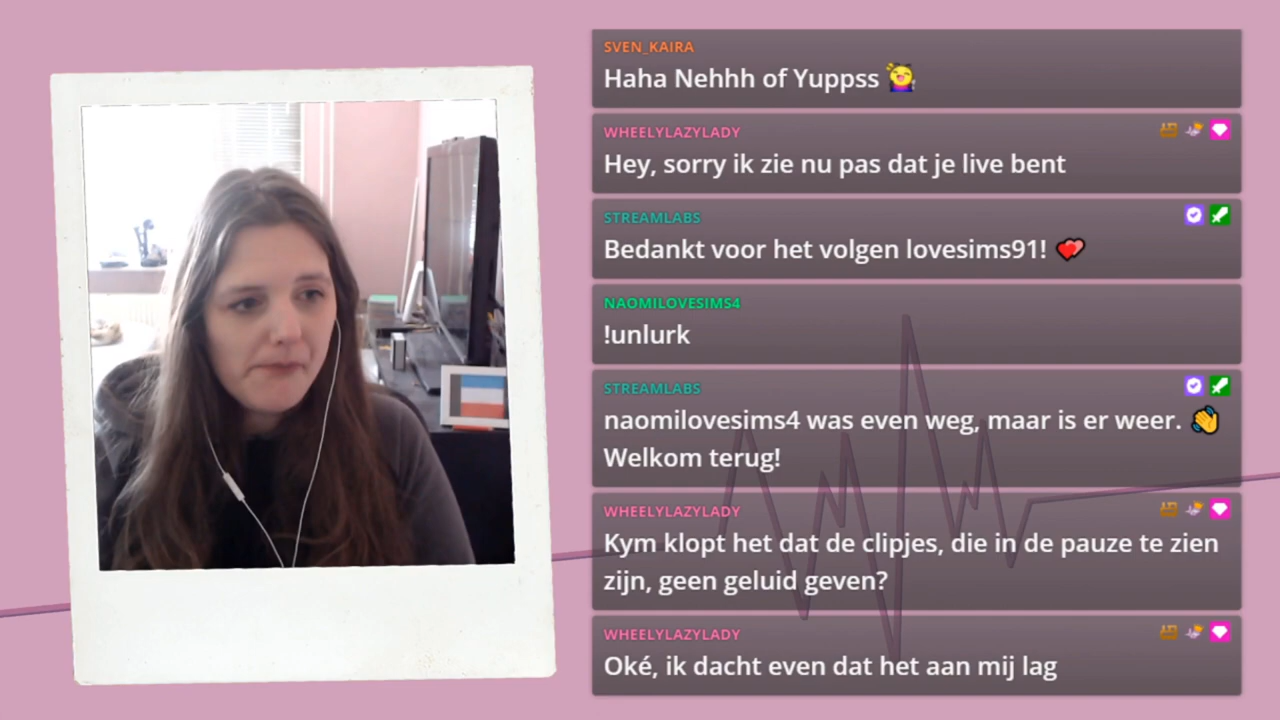 SVEN_KAIRA
Haha Nehhh of Yuppss
WHEELYLAZYLADY
Hey, sorry ik zie nu pas dat je live bent
STREAMLABS
Bedankt voor het volgen lovesims91!
NAOMILOVESIMS4
!unlurk
STREAMLABS
naomilovesims4 was even weg, maar is er weer.
Welkom terug!
WHEELYLAZYLADY
Kym klopt het dat de clipjes, die in de pauze te zien
zijn, geen geluid geven?
WHEELYLAZYLADY
Oké, ik dacht even dat het aan mij lag